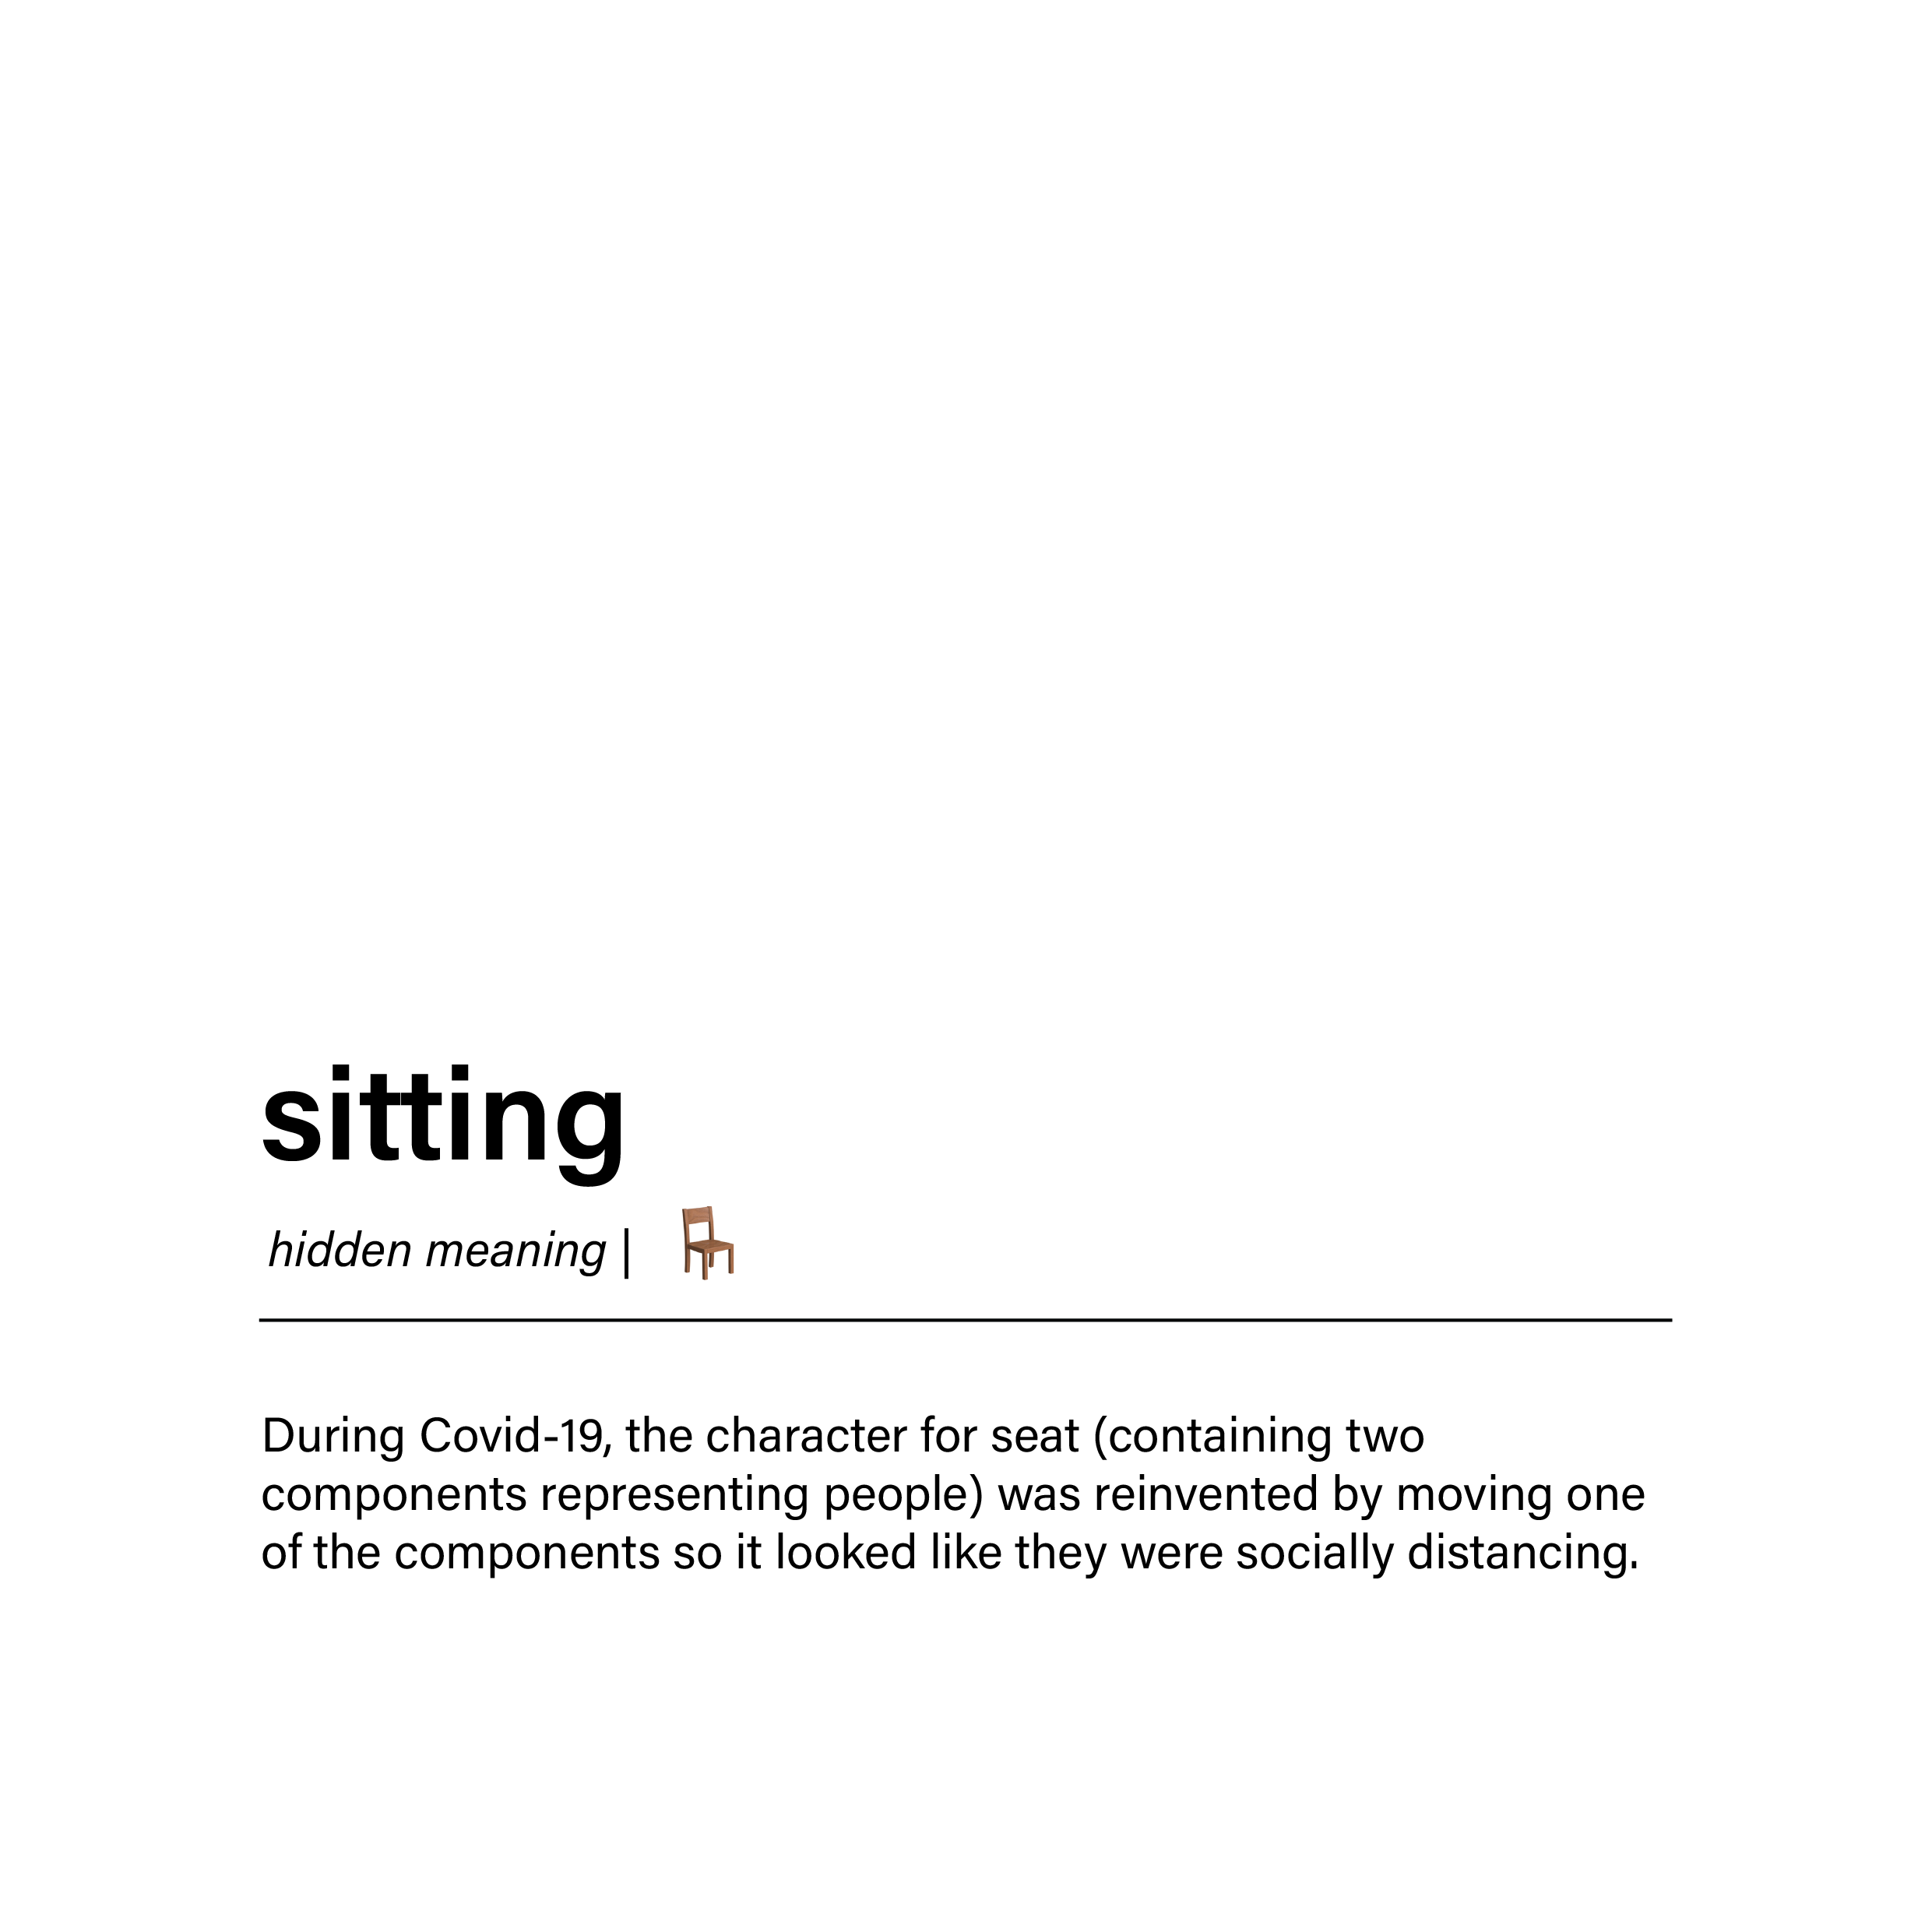 sitting
hidden meaning |
During Covid-19, the character for seat (containing two
components representing people) was reinvented by moving one
of the components so it looked like they were socially distancing.